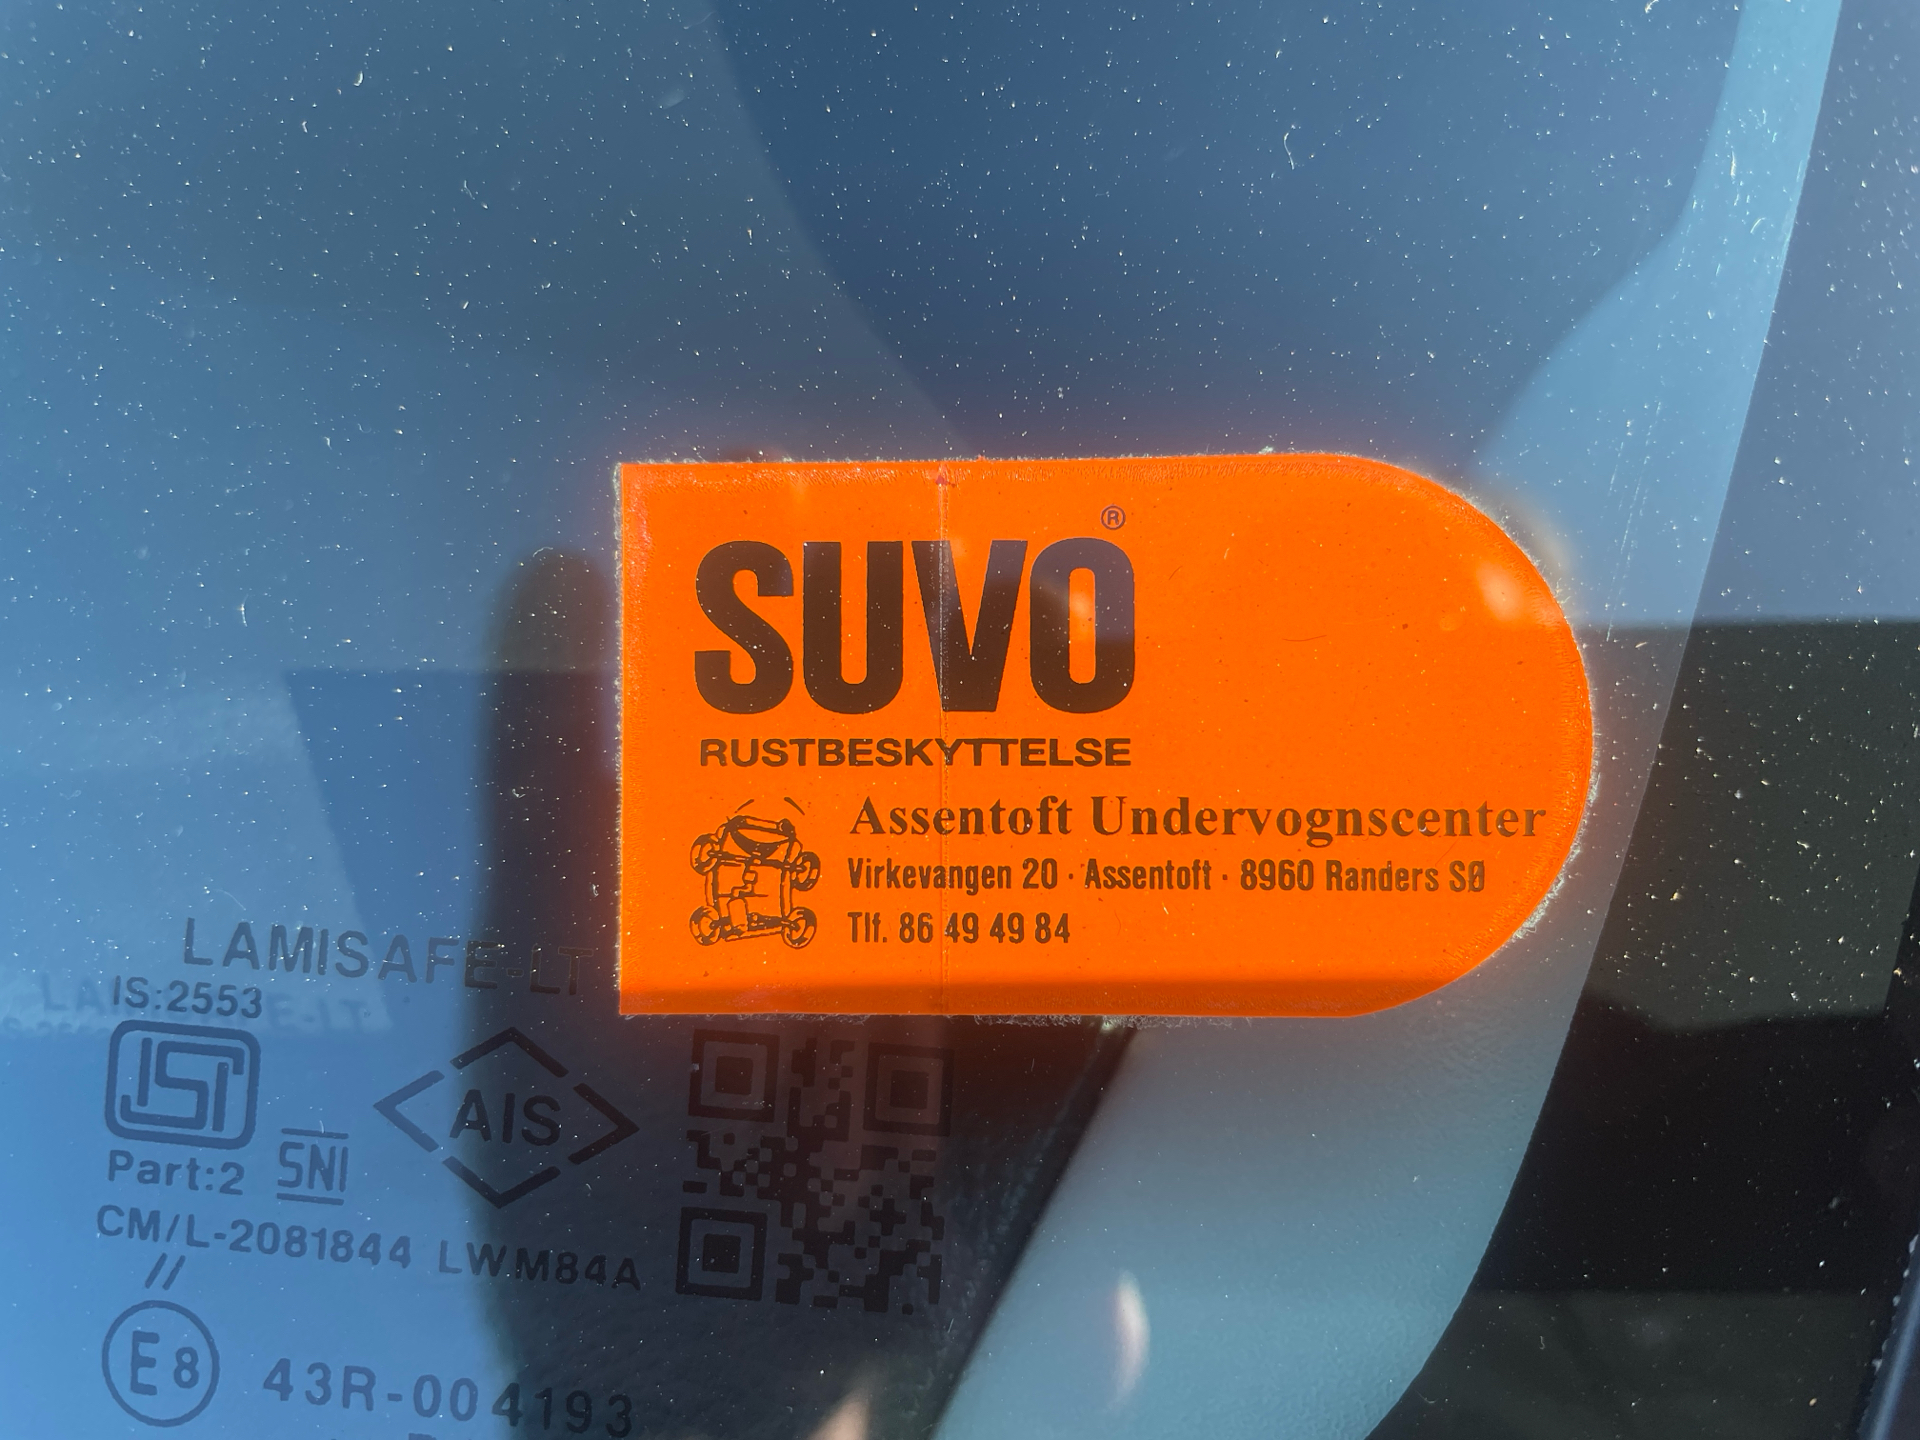 SUVO®
RUSTBESKYTTELSE
Assentoft Undervognscenter
Virkevangen 20 · Assentoft · 8960 Randers SØ
Tlf. 86 49 49 84
LAMISAFE-LT
IS:2553
ISI
AIS
Part:2 SNI
CM/L-2081844 LWM84A
//
E8 43R-004193